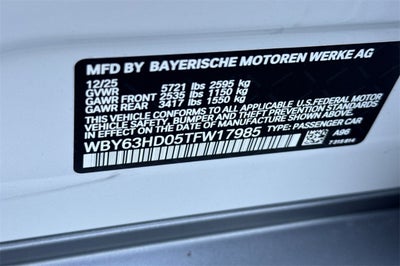 MFD BY BAYERISCHE MOTOREN WERKE AG
12/25
GVWR 5721 lbs 2595 kg
GAWR FRONT 2535 lbs 1150 kg
GAWR REAR 3417 lbs 1550 kg
THIS VEHICLE CONFORMS TO ALL APPLICABLE U.S.FEDERAL MOTOR
VEHICLE SAFETY, BUMPER, AND THEFT PREVENTION STANDARDS
IN EFFECT ON THE DATE OF MANUFACTURE SHOWN ABOVE.
WBY63HD05TFW17985
TYPE: PASSENGER CAR
A96